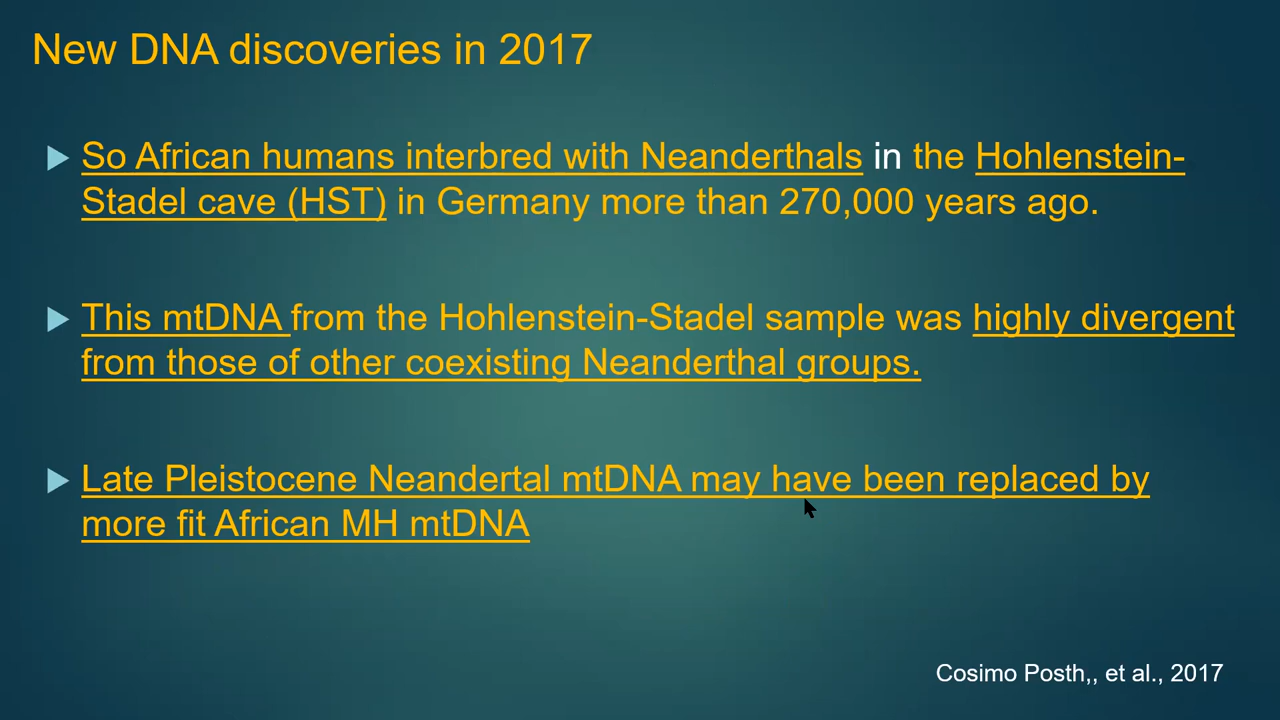 New DNA discoveries in 2017
So African humans interbred with Neanderthals in the Hohlenstein-
Stadel cave (HST) in Germany more than 270,000 years ago.
This mtDNA from the Hohlenstein-Stadel sample was highly divergent
from those of other coexisting Neanderthal groups.
Late Pleistocene Neandertal mtDNA may have been replaced by
more fit African MH mtDNA
Cosimo Posth,, et al., 2017